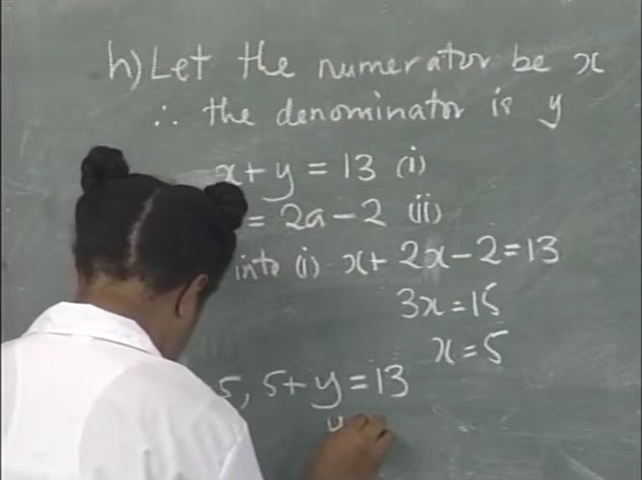 h) Let the numerator be x
∴ the denominator is y
x + y = 13 (i)
= 2a - 2 (ii)
into (i) x + 2x - 2 = 13
3x = 15
x = 5
5, 5 + y = 13
y